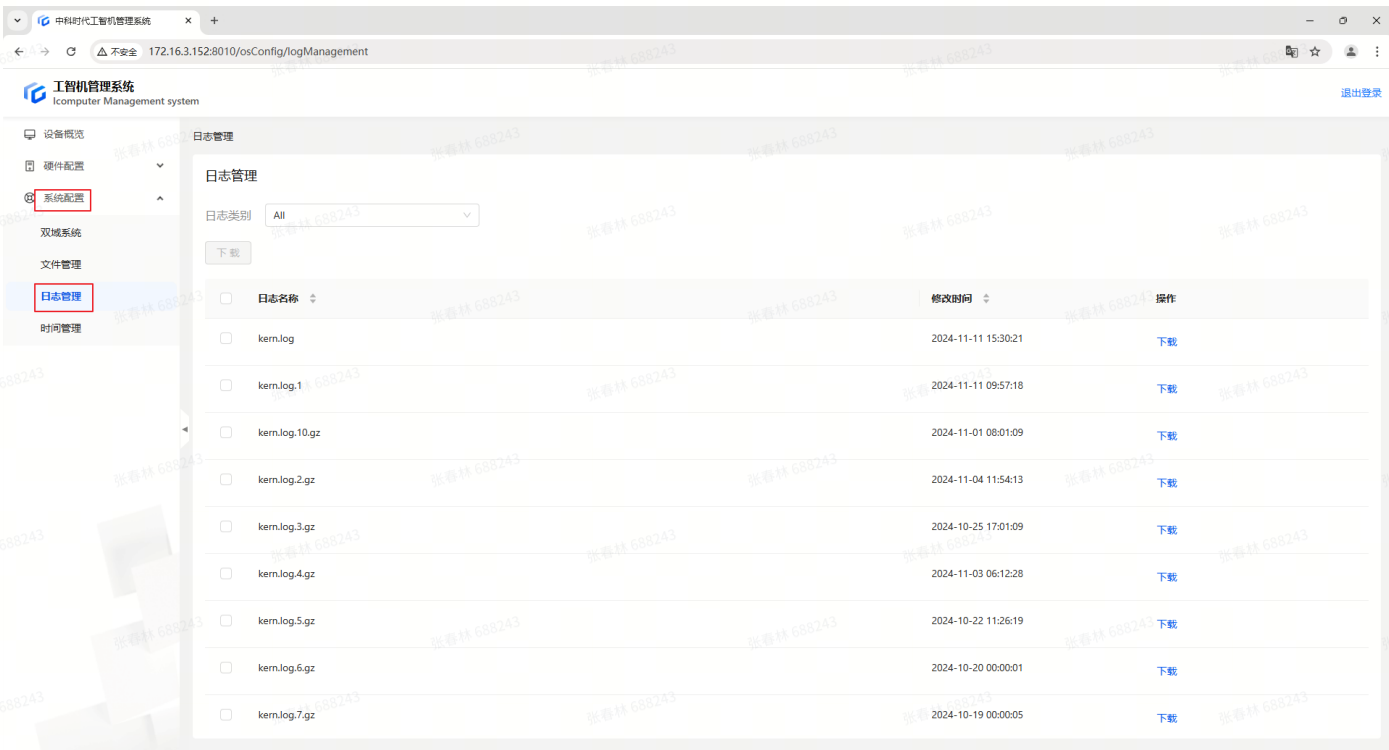 中科时代工智机管理系统
不安全 172.16.3.152:8010/osConfig/logManagement
工智机管理系统
Icomputer Management system
退出登录
设备概览
硬件配置
系统配置
双域系统
文件管理
日志管理
时间管理
日志管理
日志管理
日志类别 All
下 载
日志名称 修改时间 操作
kern.log 2024-11-11 15:30:21 下载
kern.log.1 2024-11-11 09:57:18 下载
kern.log.10.gz 2024-11-01 08:01:09 下载
kern.log.2.gz 2024-11-04 11:54:13 下载
kern.log.3.gz 2024-10-25 17:01:09 下载
kern.log.4.gz 2024-11-03 06:12:28 下载
kern.log.5.gz 2024-10-22 11:26:19 下载
kern.log.6.gz 2024-10-20 00:00:01 下载
kern.log.7.gz 2024-10-19 00:00:05 下载
张春林 688243